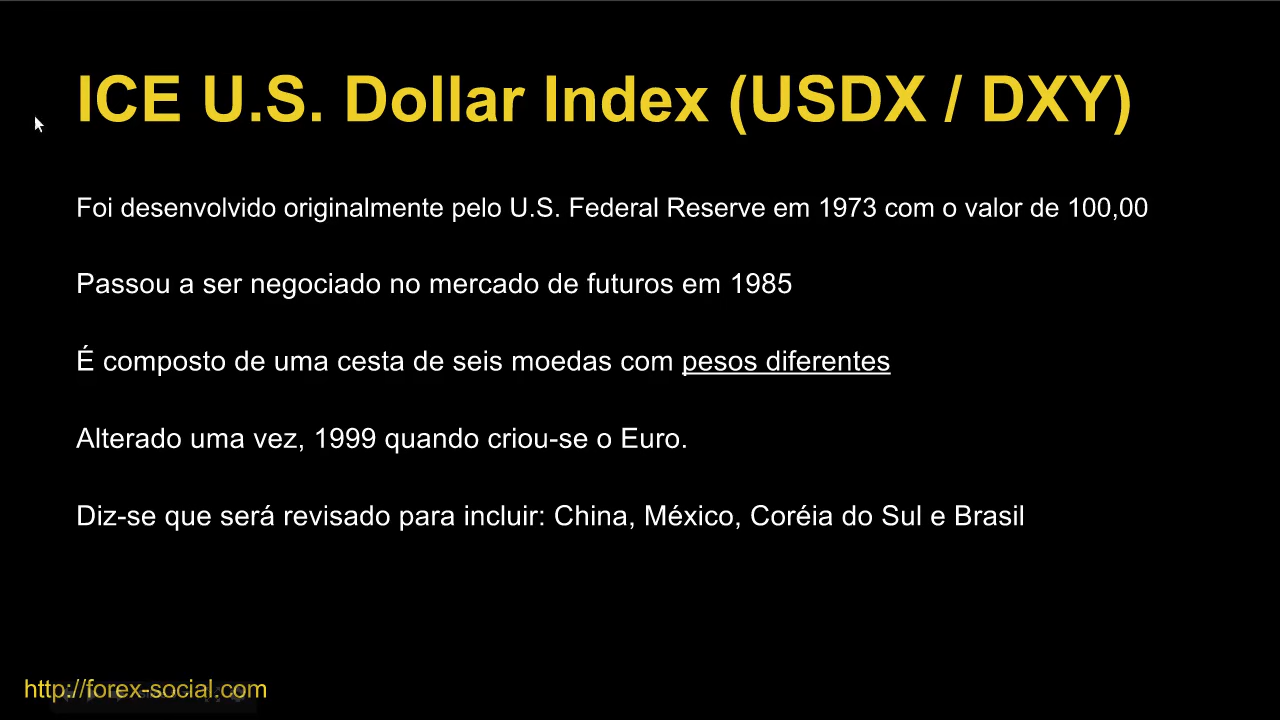 ICE U.S. Dollar Index (USDX / DXY)
Foi desenvolvido originalmente pelo U.S. Federal Reserve em 1973 com o valor de 100,00
Passou a ser negociado no mercado de futuros em 1985
É composto de uma cesta de seis moedas com pesos diferentes
Alterado uma vez, 1999 quando criou-se o Euro.
Diz-se que será revisado para incluir: China, México, Coréia do Sul e Brasil
http://forex-social.com